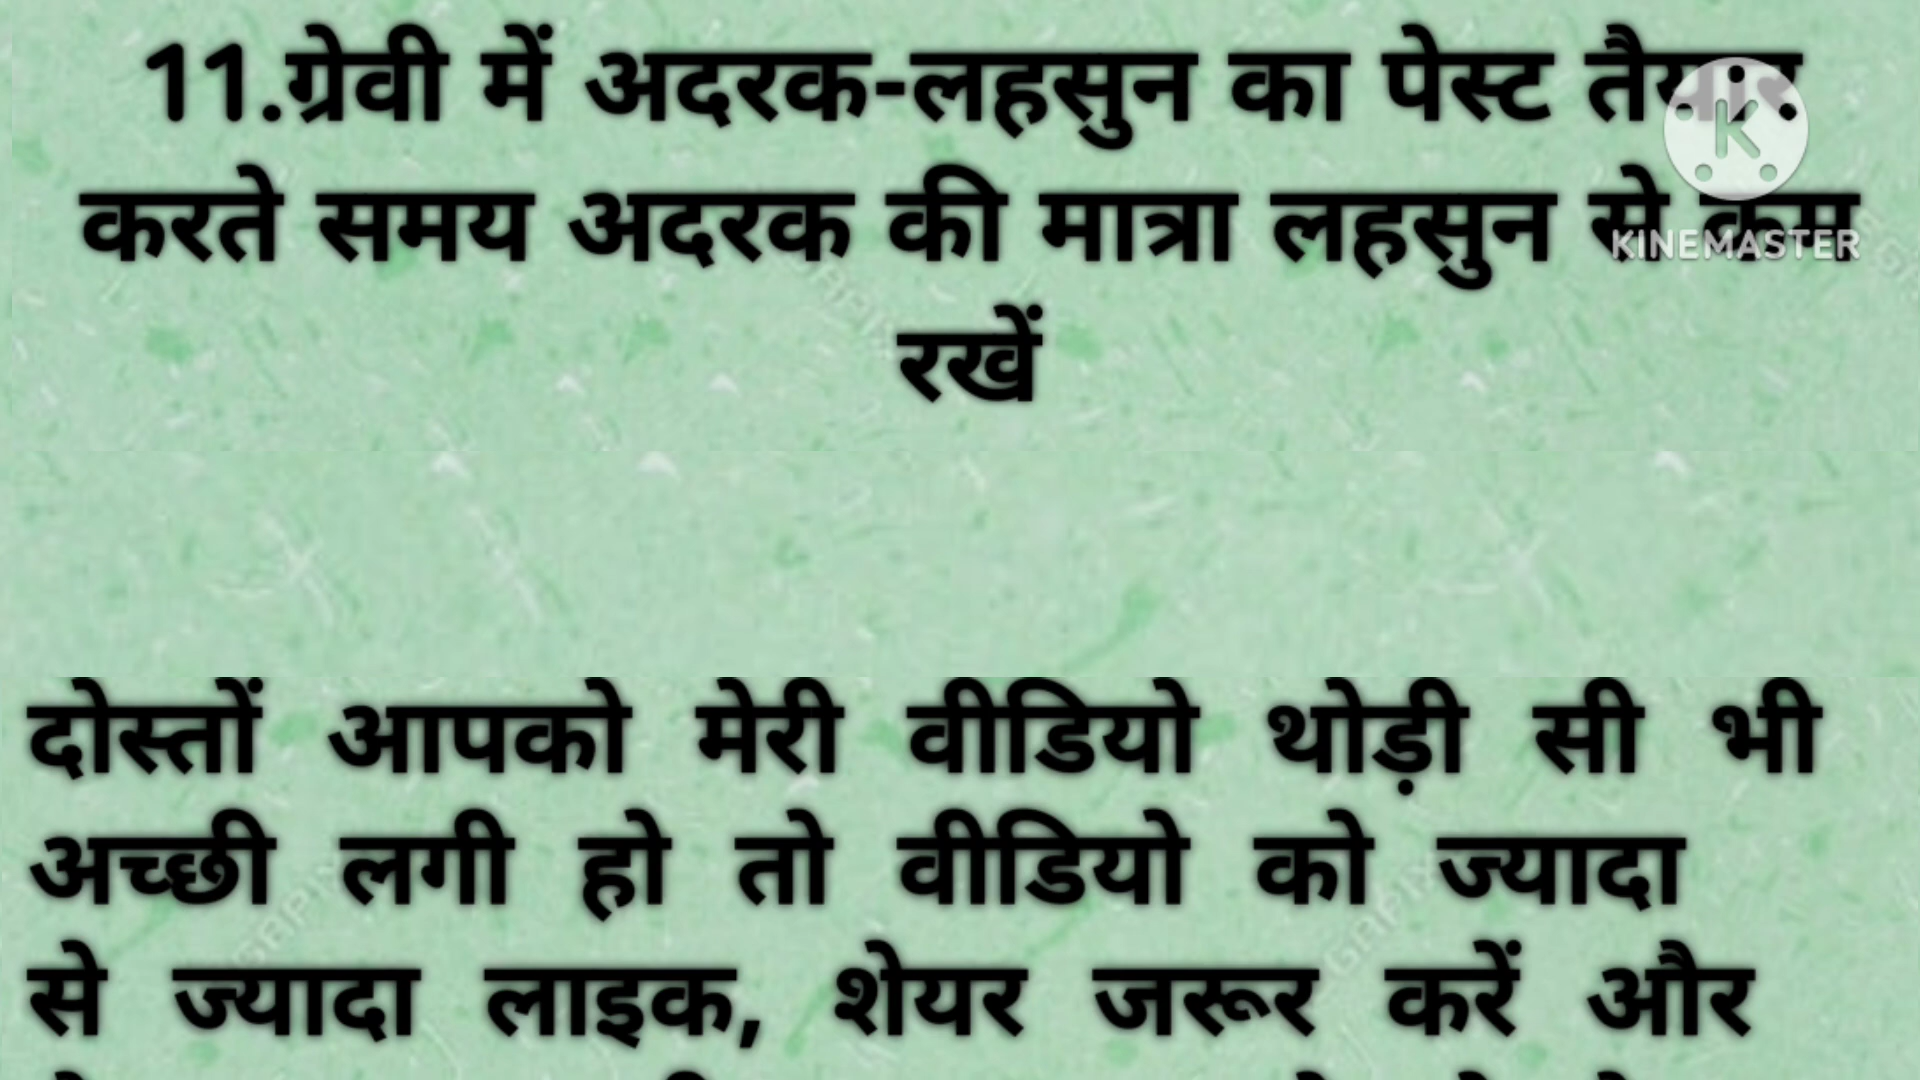 11.ग्रेवी में अदरक-लहसुन का पेस्ट तैयार
करते समय अदरक की मात्रा लहसुन से कम
रखें
KINEMASTER
दोस्तों आपको मेरी वीडियो थोड़ी सी भी
अच्छी लगी हो तो वीडियो को ज्यादा
से ज्यादा लाइक, शेयर जरूर करें और